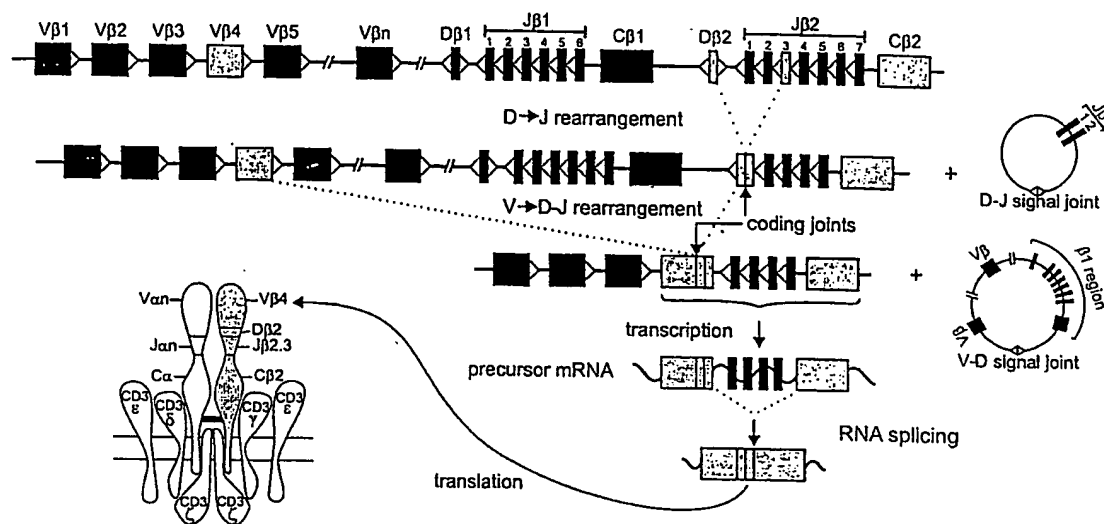 Vβ1 Vβ2 Vβ3 Vβ4 Vβ5 Vβn Dβ1 Jβ1 Cβ1 Dβ2 Jβ2 Cβ2
1 2 3 4 5 6
1 2 3 4 5 6 7
D→J rearrangement
Jβ2
1 2
+
D-J signal joint
V→D-J rearrangement
coding joints
+
Vβ
Vβ
β1 region
V-D signal joint
transcription
precursor mRNA
RNA splicing
translation
Vαn Vβ4
Dβ2
Jαn Jβ2.3
Cα Cβ2
CD3 ε
CD3 δ
CD3 γ
CD3 ε
CD3 CD3
ζ ζ